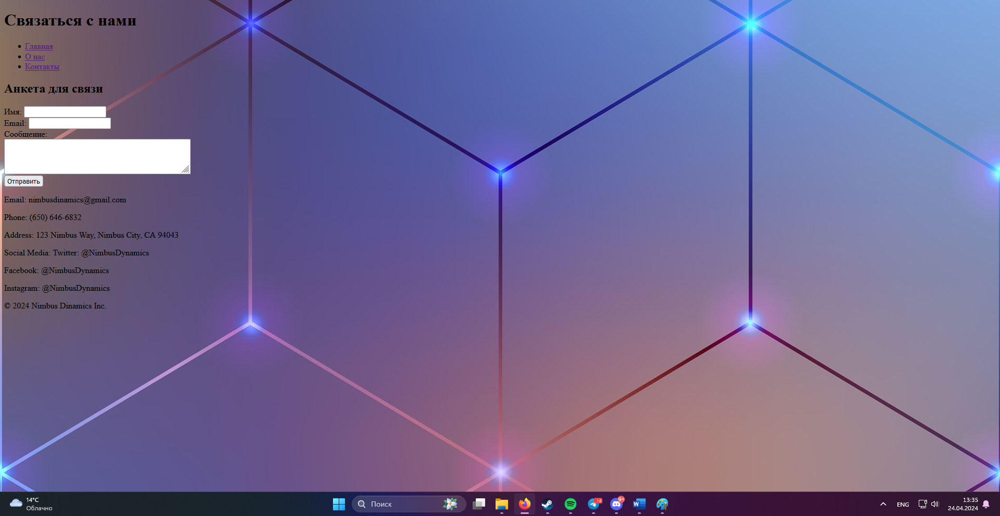 Связаться с нами
Главная
О нас
Контакты
Анкета для связи
Имя:
Email:
Сообщение:
Отправить
Email: nimbusdinamics@gmail.com
Phone: (650) 646-6832
Address: 123 Nimbus Way, Nimbus City, CA 94043
Social Media: Twitter: @NimbusDynamics
Facebook: @NimbusDynamics
Instagram: @NimbusDynamics
© 2024 Nimbus Dinamics Inc.
14°C
Облачно
Поиск
18
9+
W
ENG
13:35
24.04.2024